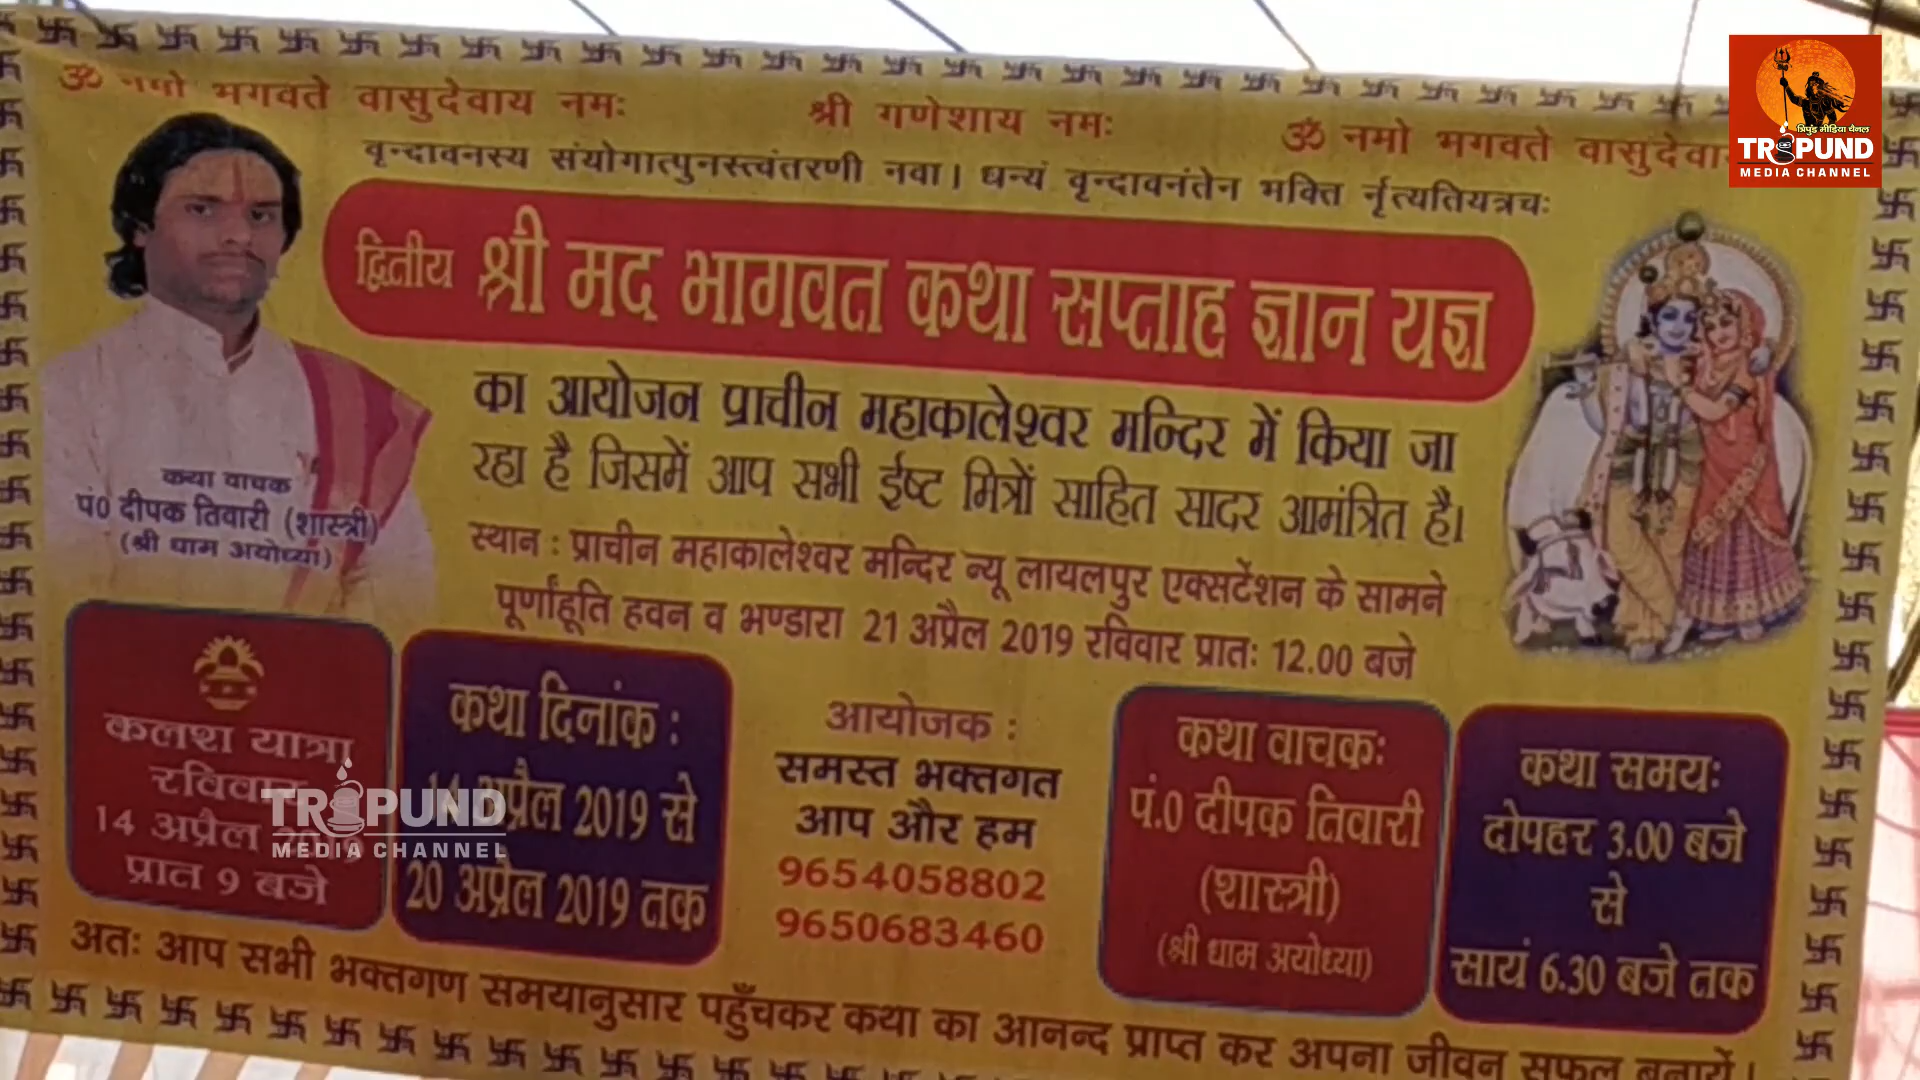 ॐ नमो भगवते वासुदेवाय नमः
श्री गणेशाय नमः
ॐ नमो भगवते
त्रिपुंड मीडिया चैनल
TRIPUND
MEDIA CHANNEL
वृन्दावनस्य संयोगात्पुनस्त्वंतरणी नवा। धन्यं वृन्दावनंतेन भक्ति र्नृत्यतियत्रचः
द्वितीय श्री मद भागवत कथा सप्ताह ज्ञान यज्ञ
का आयोजन प्राचीन महाकालेश्वर मन्दिर में किया जा
रहा है जिसमें आप सभी ईष्ट मित्रों साहित सादर आमंत्रित है।
कथा वाचक
पं0 दीपक तिवारी (शास्त्री)
(श्री धाम अयोध्या)
स्थान : प्राचीन महाकालेश्वर मन्दिर न्यू लायलपुर एक्सटेंशन के सामने
पूर्णाहूति हवन व भण्डारा 21 अप्रैल 2019 रविवार प्रातः 12.00 बजे
कलश यात्रा
रविवार
14 अप्रैल 2019
प्रात 9 बजे
कथा दिनांक :
14 अप्रैल 2019 से
20 अप्रैल 2019 तक
आयोजक :
समस्त भक्तगत
आप और हम
9654058802
9650683460
कथा वाचकः
पं.0 दीपक तिवारी
(शास्त्री)
(श्री धाम अयोध्या)
कथा समयः
दोपहर 3.00 बजे
से
सायं 6.30 बजे तक
TRIPUND
MEDIA CHANNEL
अतः आप सभी भक्तगण समयानुसार पहुँचकर कथा का आनन्द प्राप्त कर अपना जीवन सफल बनायें।